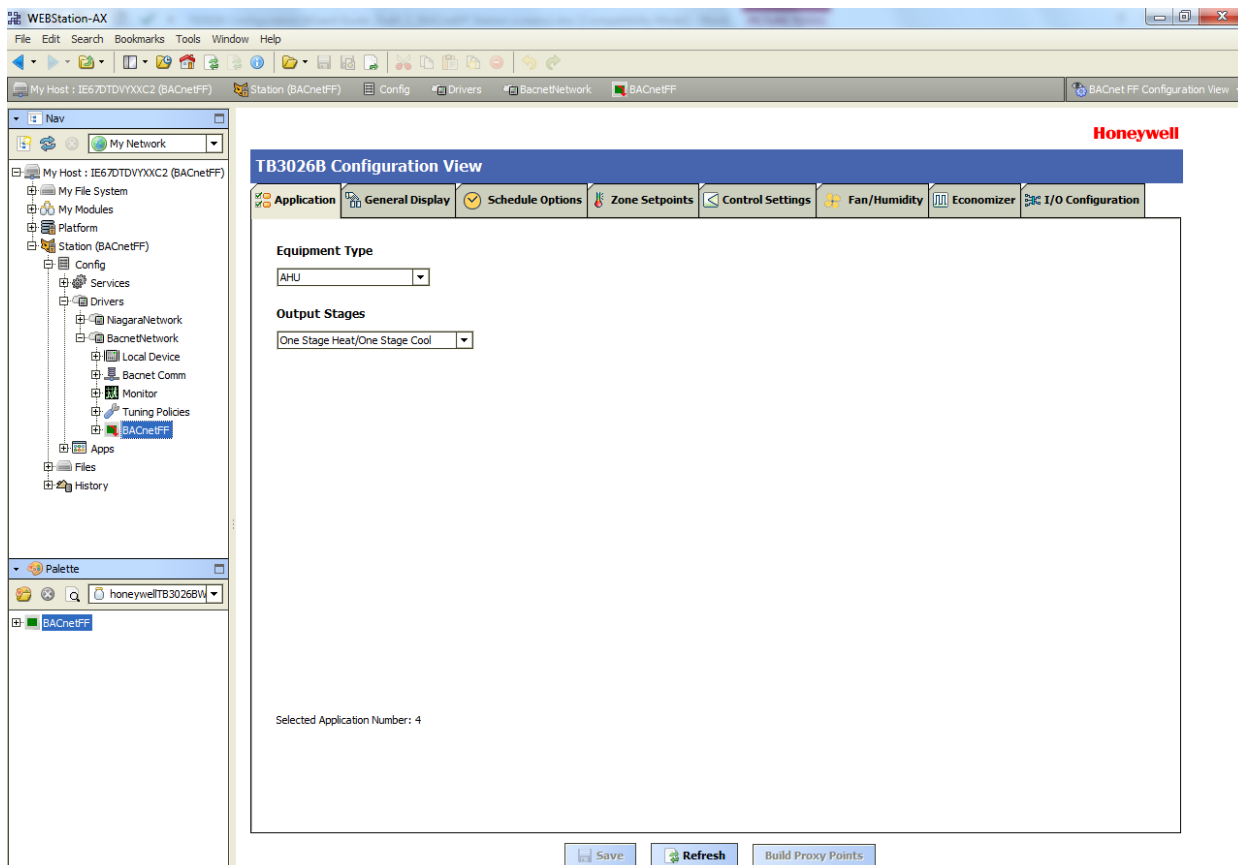 WEBStation-AX
File Edit Search Bookmarks Tools Window Help
My Host : IE67DTDVYXXC2 (BACnetFF) Station (BACnetFF) Config Drivers BacnetNetwork BACnetFF BACnet FF Configuration View
Nav
My Network
My Host : IE67DTDVYXXC2 (BACnetFF)
My File System
My Modules
Platform
Station (BACnetFF)
Config
Services
Drivers
NiagaraNetwork
BacnetNetwork
Local Device
Bacnet Comm
Monitor
Tuning Policies
BACnetFF
Apps
Files
History
Palette
honeywellTB3026BW
BACnetFF
Honeywell
TB3026B Configuration View
Application General Display Schedule Options Zone Setpoints Control Settings Fan/Humidity Economizer I/O Configuration
Equipment Type
AHU
Output Stages
One Stage Heat/One Stage Cool
Selected Application Number: 4
Save Refresh Build Proxy Points